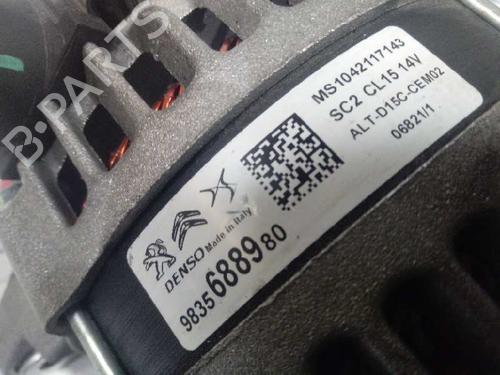 B-PARTS
MS1042117143
SC2 CL15 14V
ALT-D15C-CEM02
06821/1
DENSO Made in Italy
9835688980